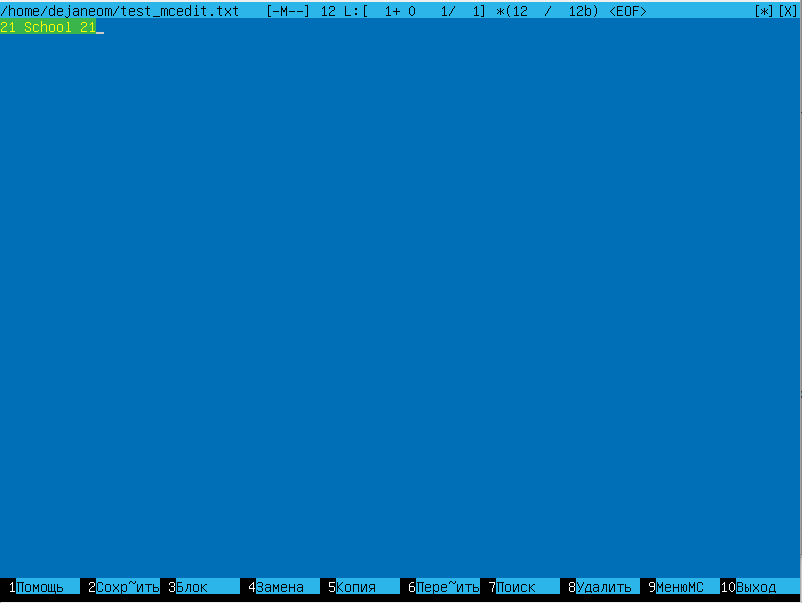 /home/dejaneom/test_mcedit.txt [-M--] 12 L:[ 1+ 0 1/ 1] *(12 / 12b) <EOF> [*][X]
21 School 21
1Помощь 2Сохр~ить 3Блок 4Замена 5Копия 6Пере~ить 7Поиск 8Удалить 9МенюMC 10Выход